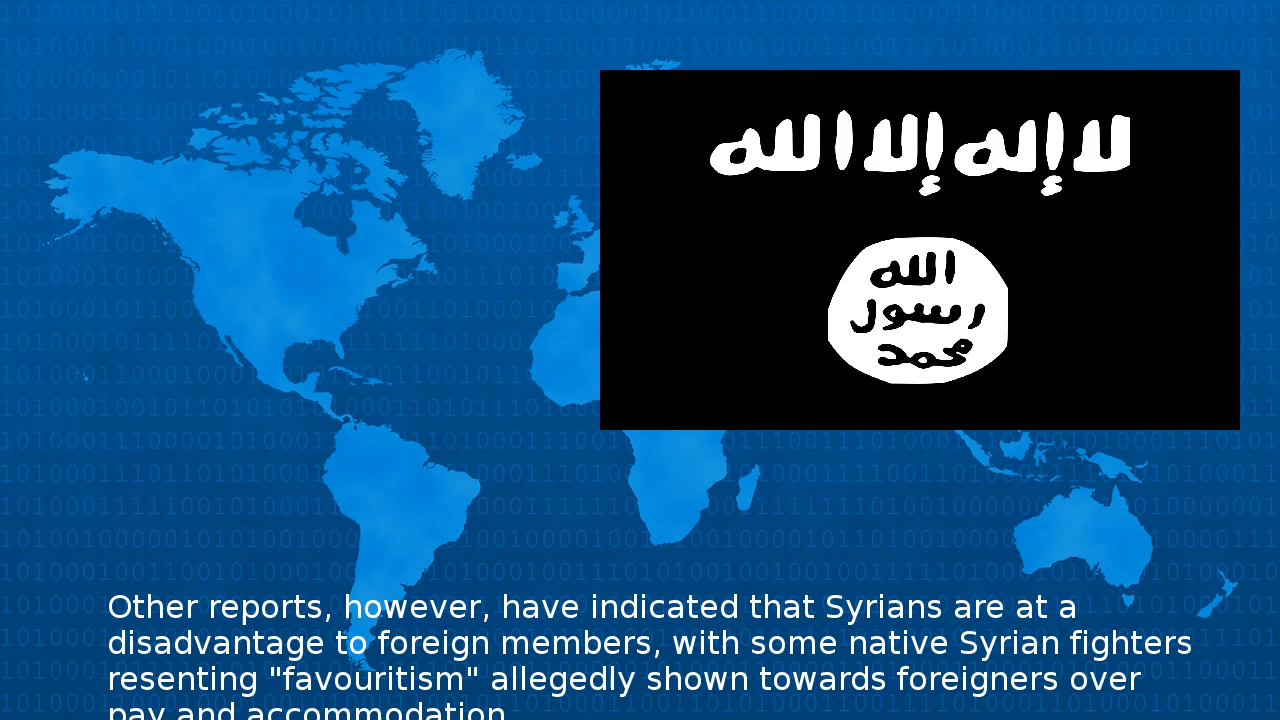 لا إله إلا الله
الله
رسول
محمد
Other reports, however, have indicated that Syrians are at a
disadvantage to foreign members, with some native Syrian fighters
resenting "favouritism" allegedly shown towards foreigners over
pay and accommodation.